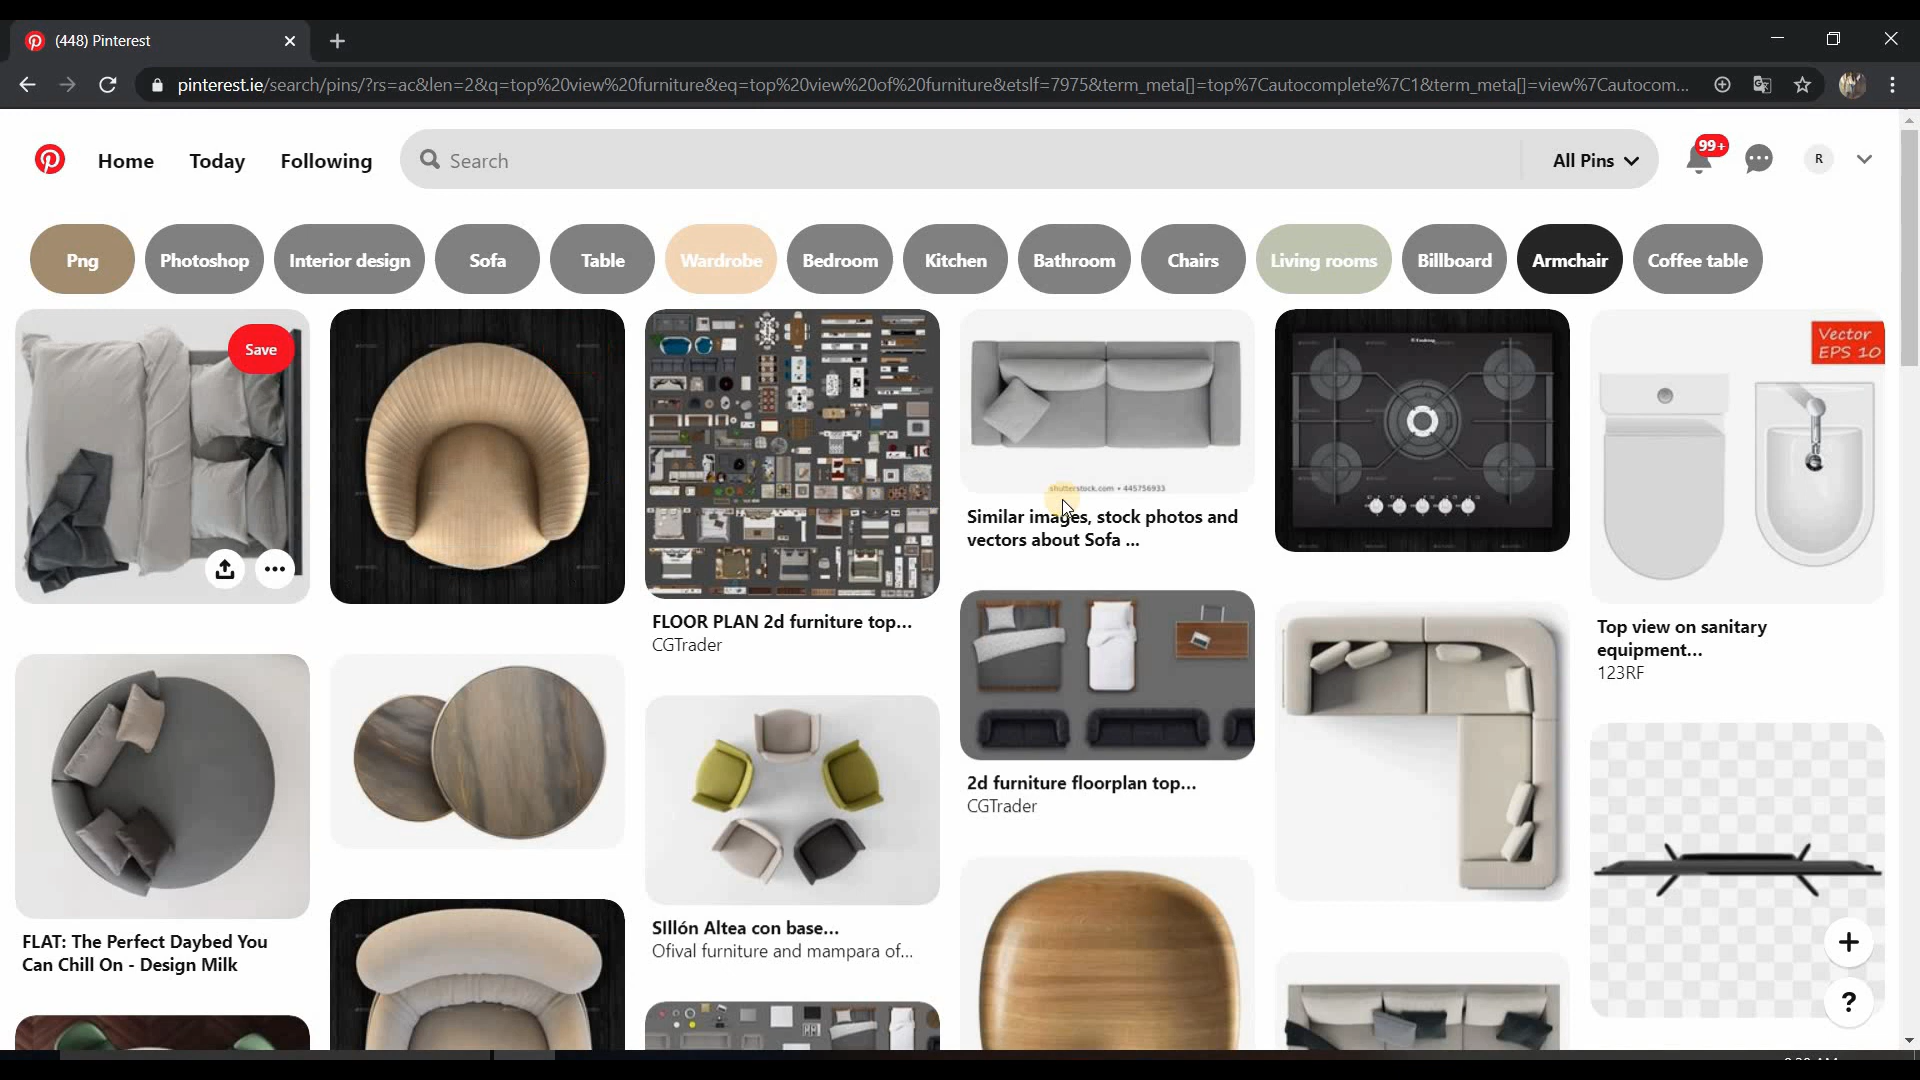 (448) Pinterest
pinterest.ie/search/pins/?rs=ac&len=2&q=top%20view%20furniture&eq=top%20view%20of%20furniture&etslf=7975&term_meta[]=top%7Cautocomplete%7C1&term_meta[]=view%7Cautocom...
Home Today Following Search All Pins 99+ R
Png Photoshop Interior design Sofa Table Wardrobe Bedroom Kitchen Bathroom Chairs Living rooms Billboard Armchair Coffee table
Save
Vector
EPS 10
shutterstock.com • 445756933
Similar images, stock photos and
vectors about Sofa ...
FLOOR PLAN 2d furniture top...
CGTrader
Top view on sanitary
equipment...
123RF
2d furniture floorplan top...
CGTrader
Sillón Altea con base...
Ofival furniture and mampara of...
FLAT: The Perfect Daybed You
Can Chill On - Design Milk
+
?